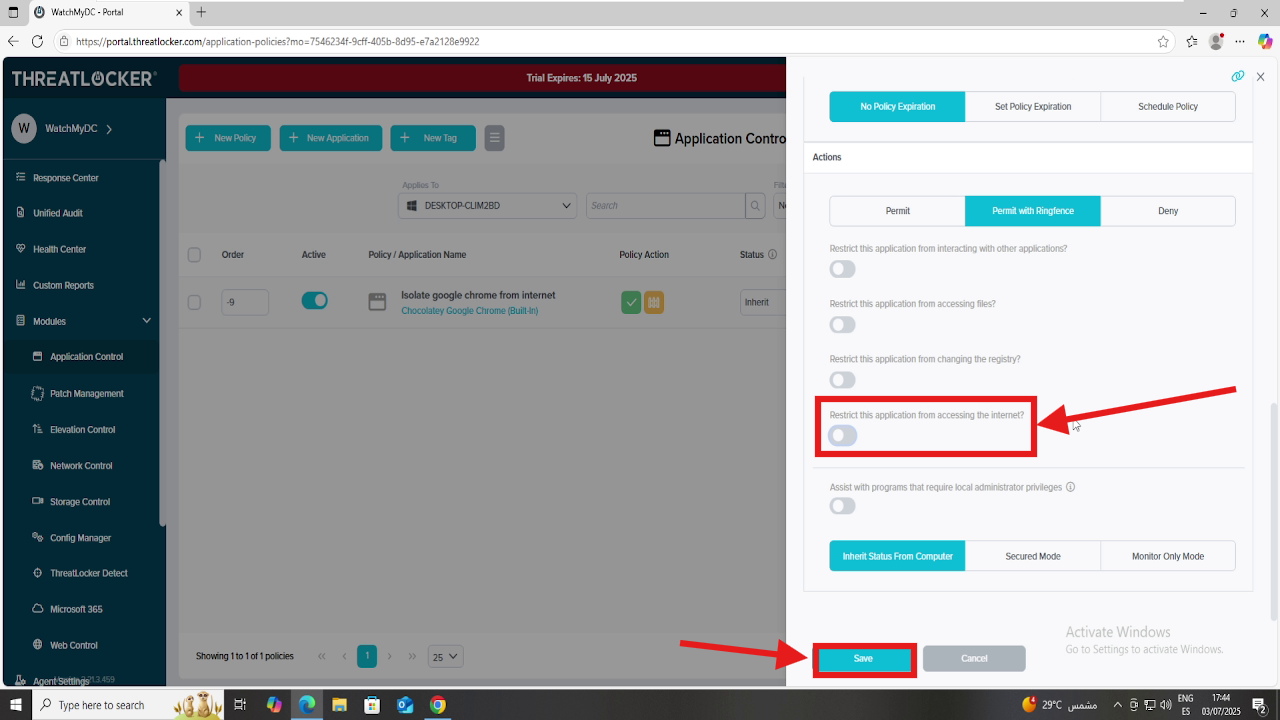 WatchMyDC - Portal
https://portal.threatlocker.com/application-policies?mo=7546234f-9cff-405b-8d95-e7a2128e9922
THREATLOCKER
Trial Expires: 15 July 2025
W WatchMyDC
Response Center
Unified Audit
Health Center
Custom Reports
Modules
Application Control
Patch Management
Elevation Control
Network Control
Storage Control
Config Manager
ThreatLocker Detect
Microsoft 365
Web Control
New Policy
New Application
New Tag
Application Contro
Applies To
DESKTOP-CLIM2BD
Search
Order Active Policy / Application Name Policy Action Status
-9
Isolate google chrome from internet
Chocolatey Google Chrome (Built-In)
Inherit
Showing 1 to 1 of 1 policies
1
25
No Policy Expiration Set Policy Expiration Schedule Policy
Actions
Permit Permit with Ringfence Deny
Restrict this application from interacting with other applications?
Restrict this application from accessing files?
Restrict this application from changing the registry?
Restrict this application from accessing the internet?
Assist with programs that require local administrator privileges
Inherit Status From Computer Secured Mode Monitor Only Mode
Save Cancel
Activate Windows
Go to Settings to activate Windows.
Type here to search
29°C مشمس
ENG
ES
17:44
03/07/2025